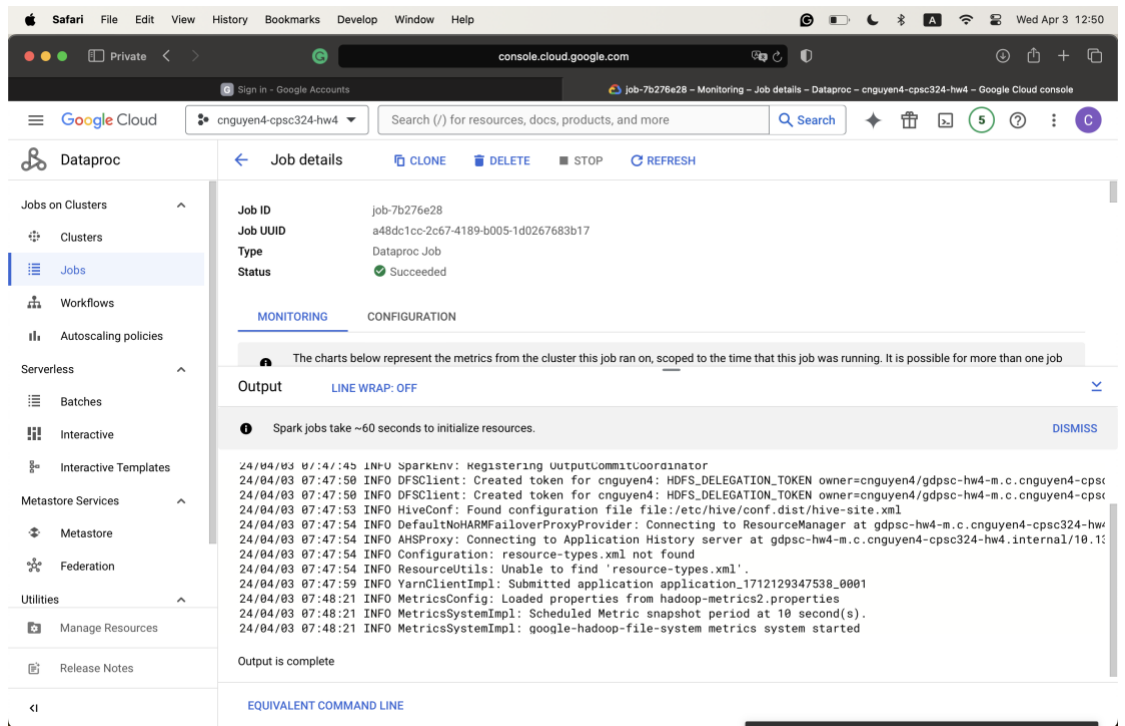 Safari File Edit View History Bookmarks Develop Window Help A Wed Apr 3 12:50
Private console.cloud.google.com
G Sign in - Google Accounts job-7b276e28 – Monitoring – Job details – Dataproc – cnguyen4-cpsc324-hw4 – Google Cloud console
Google Cloud cnguyen4-cpsc324-hw4 Search (/) for resources, docs, products, and more Search 5 C
Dataproc Job details CLONE DELETE STOP REFRESH
Jobs on Clusters
Clusters
Jobs
Workflows
Autoscaling policies
Serverless
Batches
Interactive
Interactive Templates
Metastore Services
Metastore
Federation
Utilities
Manage Resources
Release Notes
Job ID job-7b276e28
Job UUID a48dc1cc-2c67-4189-b005-1d0267683b17
Type Dataproc Job
Status Succeeded
MONITORING CONFIGURATION
The charts below represent the metrics from the cluster this job ran on, scoped to the time that this job was running. It is possible for more than one job
Output LINE WRAP: OFF
Spark jobs take ~60 seconds to initialize resources. DISMISS
24/04/03 07:47:45 INFO SparkEnv: Registering OutputCommitCoordinator
24/04/03 07:47:50 INFO DFSClient: Created token for cnguyen4: HDFS_DELEGATION_TOKEN owner=cnguyen4/gdpsc-hw4-m.c.cnguyen4-cpsc
24/04/03 07:47:50 INFO DFSClient: Created token for cnguyen4: HDFS_DELEGATION_TOKEN owner=cnguyen4/gdpsc-hw4-m.c.cnguyen4-cpsc
24/04/03 07:47:53 INFO HiveConf: Found configuration file file:/etc/hive/conf.dist/hive-site.xml
24/04/03 07:47:54 INFO DefaultNoHARMFailoverProxyProvider: Connecting to ResourceManager at gdpsc-hw4-m.c.cnguyen4-cpsc324-hw4
24/04/03 07:47:54 INFO AHSProxy: Connecting to Application History server at gdpsc-hw4-m.c.cnguyen4-cpsc324-hw4.internal/10.13
24/04/03 07:47:54 INFO Configuration: resource-types.xml not found
24/04/03 07:47:54 INFO ResourceUtils: Unable to find 'resource-types.xml'.
24/04/03 07:47:59 INFO YarnClientImpl: Submitted application application_1712129347538_0001
24/04/03 07:48:21 INFO MetricsConfig: Loaded properties from hadoop-metrics2.properties
24/04/03 07:48:21 INFO MetricsSystemImpl: Scheduled Metric snapshot period at 10 second(s).
24/04/03 07:48:21 INFO MetricsSystemImpl: google-hadoop-file-system metrics system started
Output is complete
EQUIVALENT COMMAND LINE